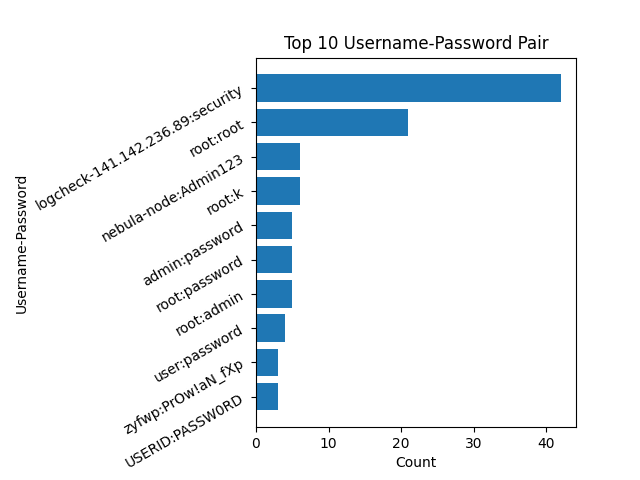 Top 10 Username-Password Pair
Username-Password
logcheck-141.142.236.89:security
root:root
nebula-node:Admin123
root:k
admin:password
root:password
root:admin
user:password
zyfwp:PrOw!aN_fXp
USERID:PASSW0RD
0 10 20 30 40
Count